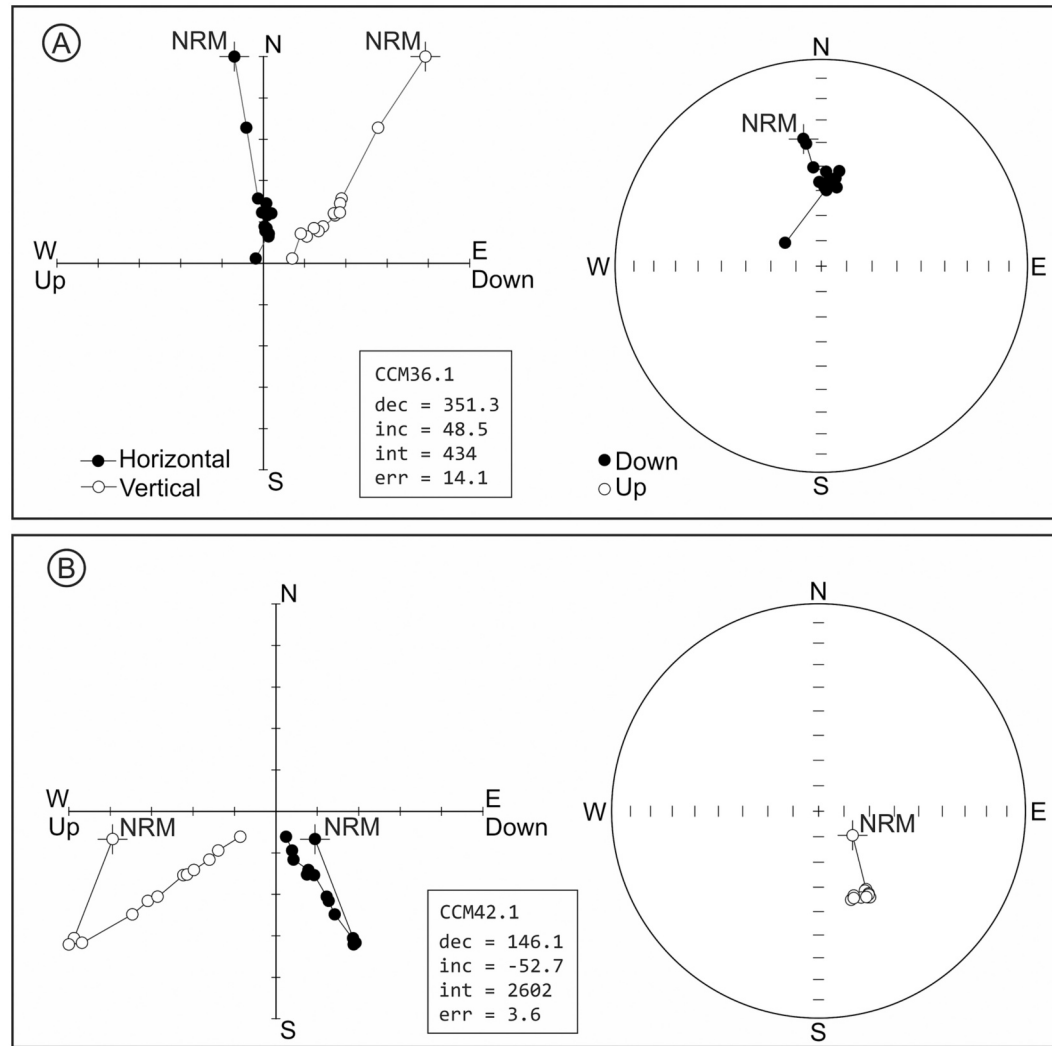 A
NRM
NRM
N
W
Up
E
Down
S
Horizontal
Vertical
CCM36.1
dec = 351.3
inc = 48.5
int = 434
err = 14.1
N
NRM
W
E
S
Down
Up
B
N
W
Up
NRM
NRM
E
Down
S
CCM42.1
dec = 146.1
inc = -52.7
int = 2602
err = 3.6
N
W
E
NRM
S